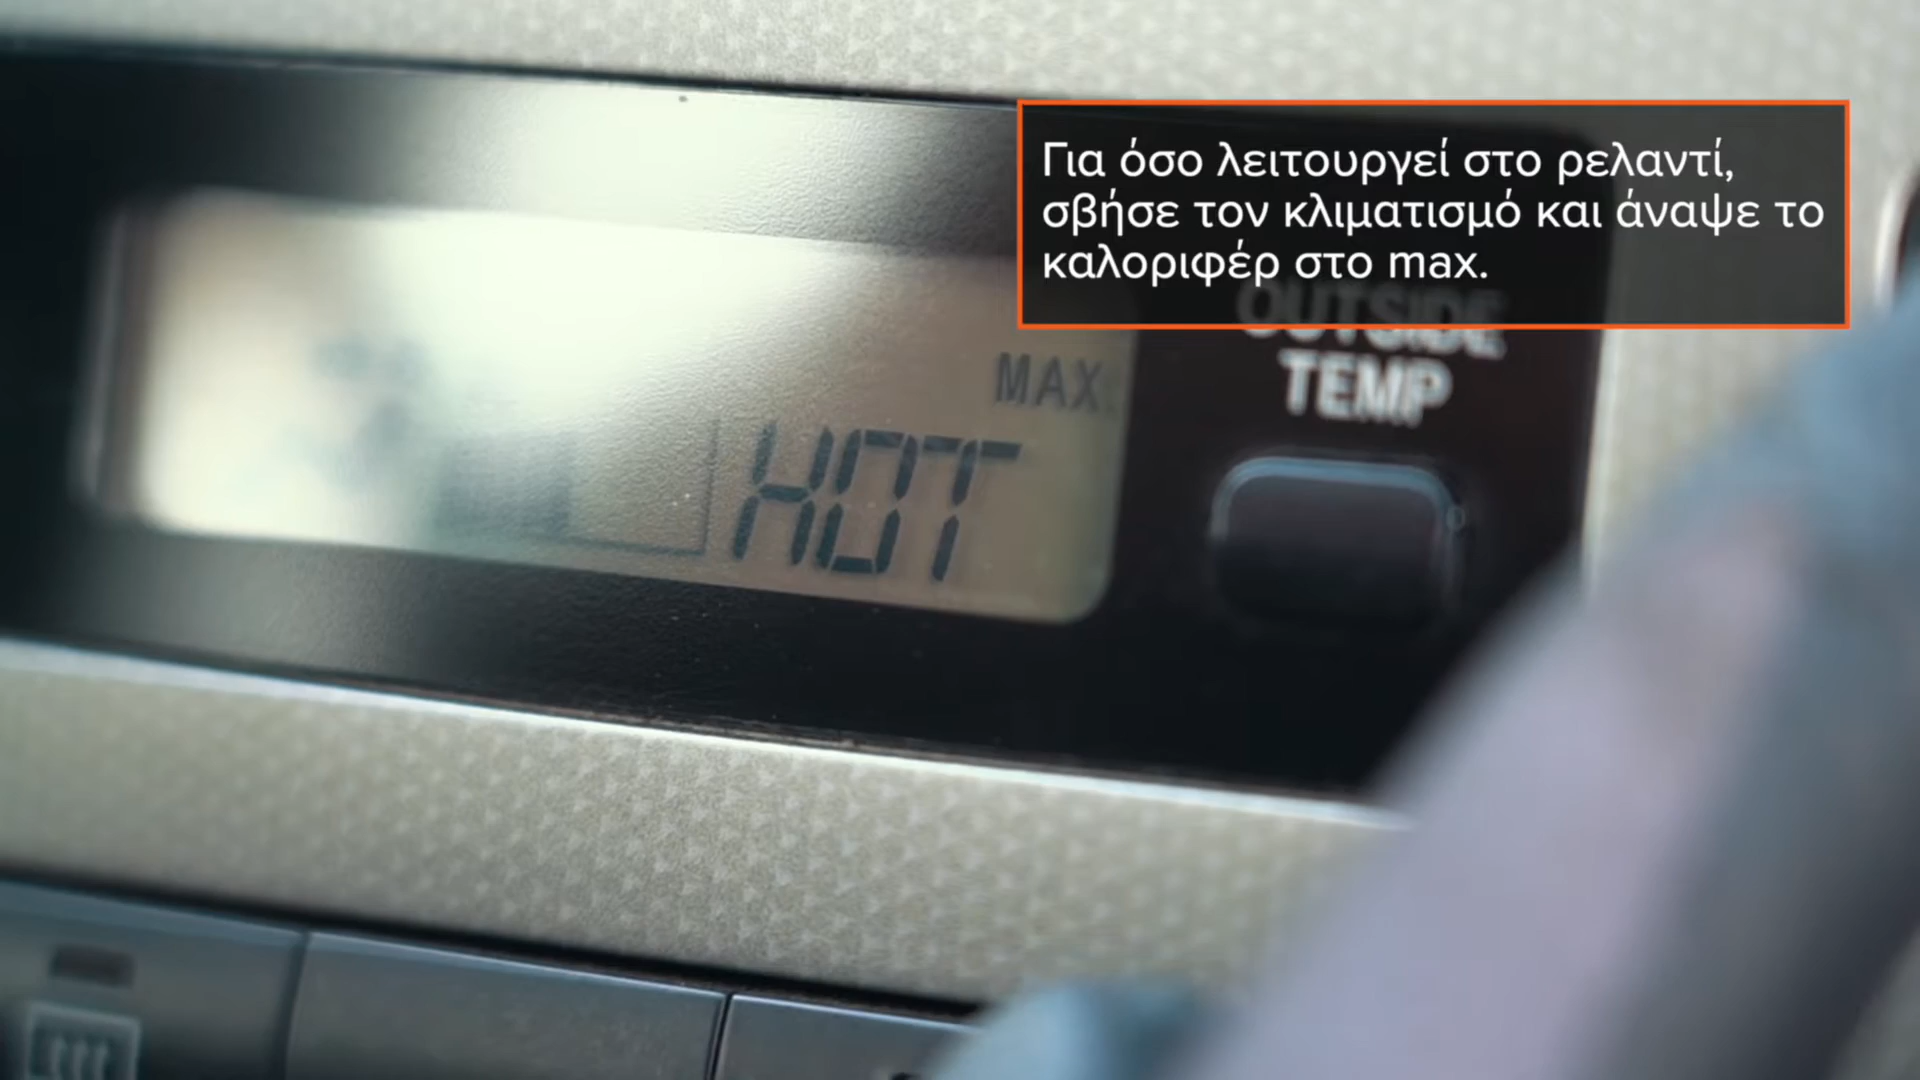 Για όσο λειτουργεί στο ρελαντί,
σβήσε τον κλιματισμό και άναψε το
καλοριφέρ στο max.
OUTSIDE
TEMP
MAX
HOT